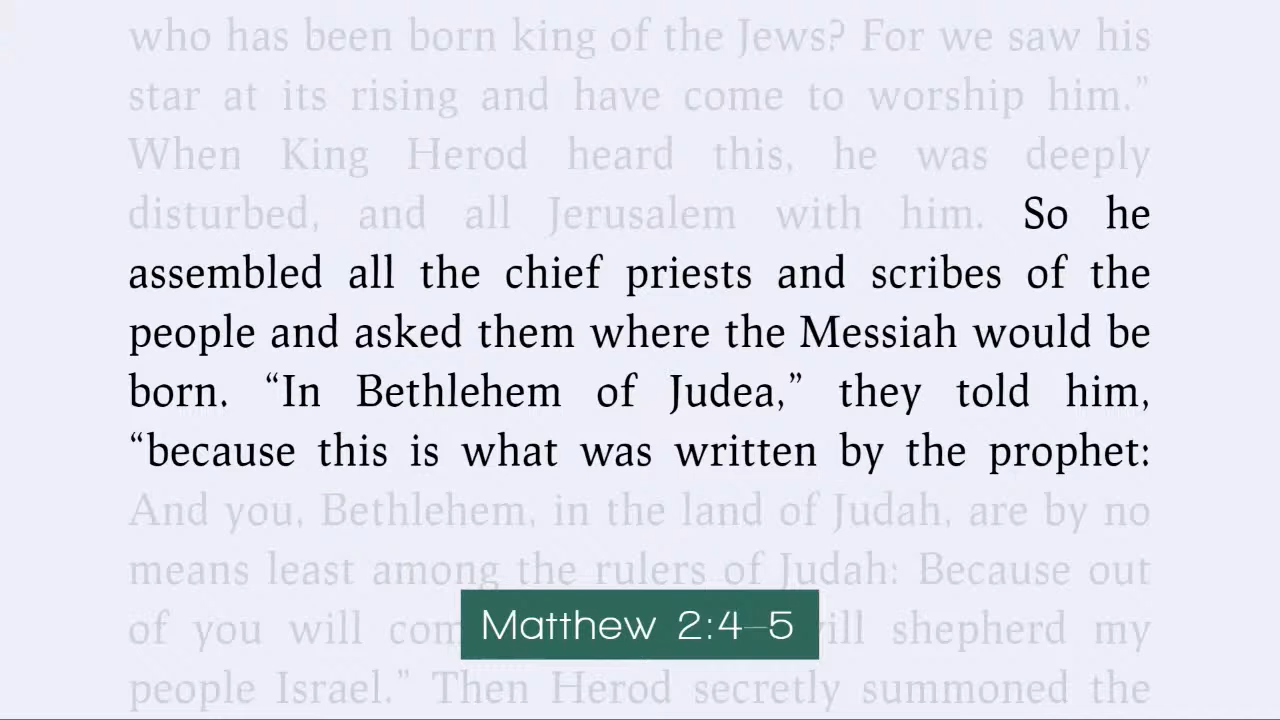 who has been born king of the Jews? For we saw his
star at its rising and have come to worship him.”
When King Herod heard this, he was deeply
disturbed, and all Jerusalem with him. So he
assembled all the chief priests and scribes of the
people and asked them where the Messiah would be
born. “In Bethlehem of Judea,” they told him,
“because this is what was written by the prophet:
And you, Bethlehem, in the land of Judah, are by no
means least among the rulers of Judah: Because out
of you will shepherd my
Matthew 2:4–5
people Israel.” Then Herod secretly summoned the